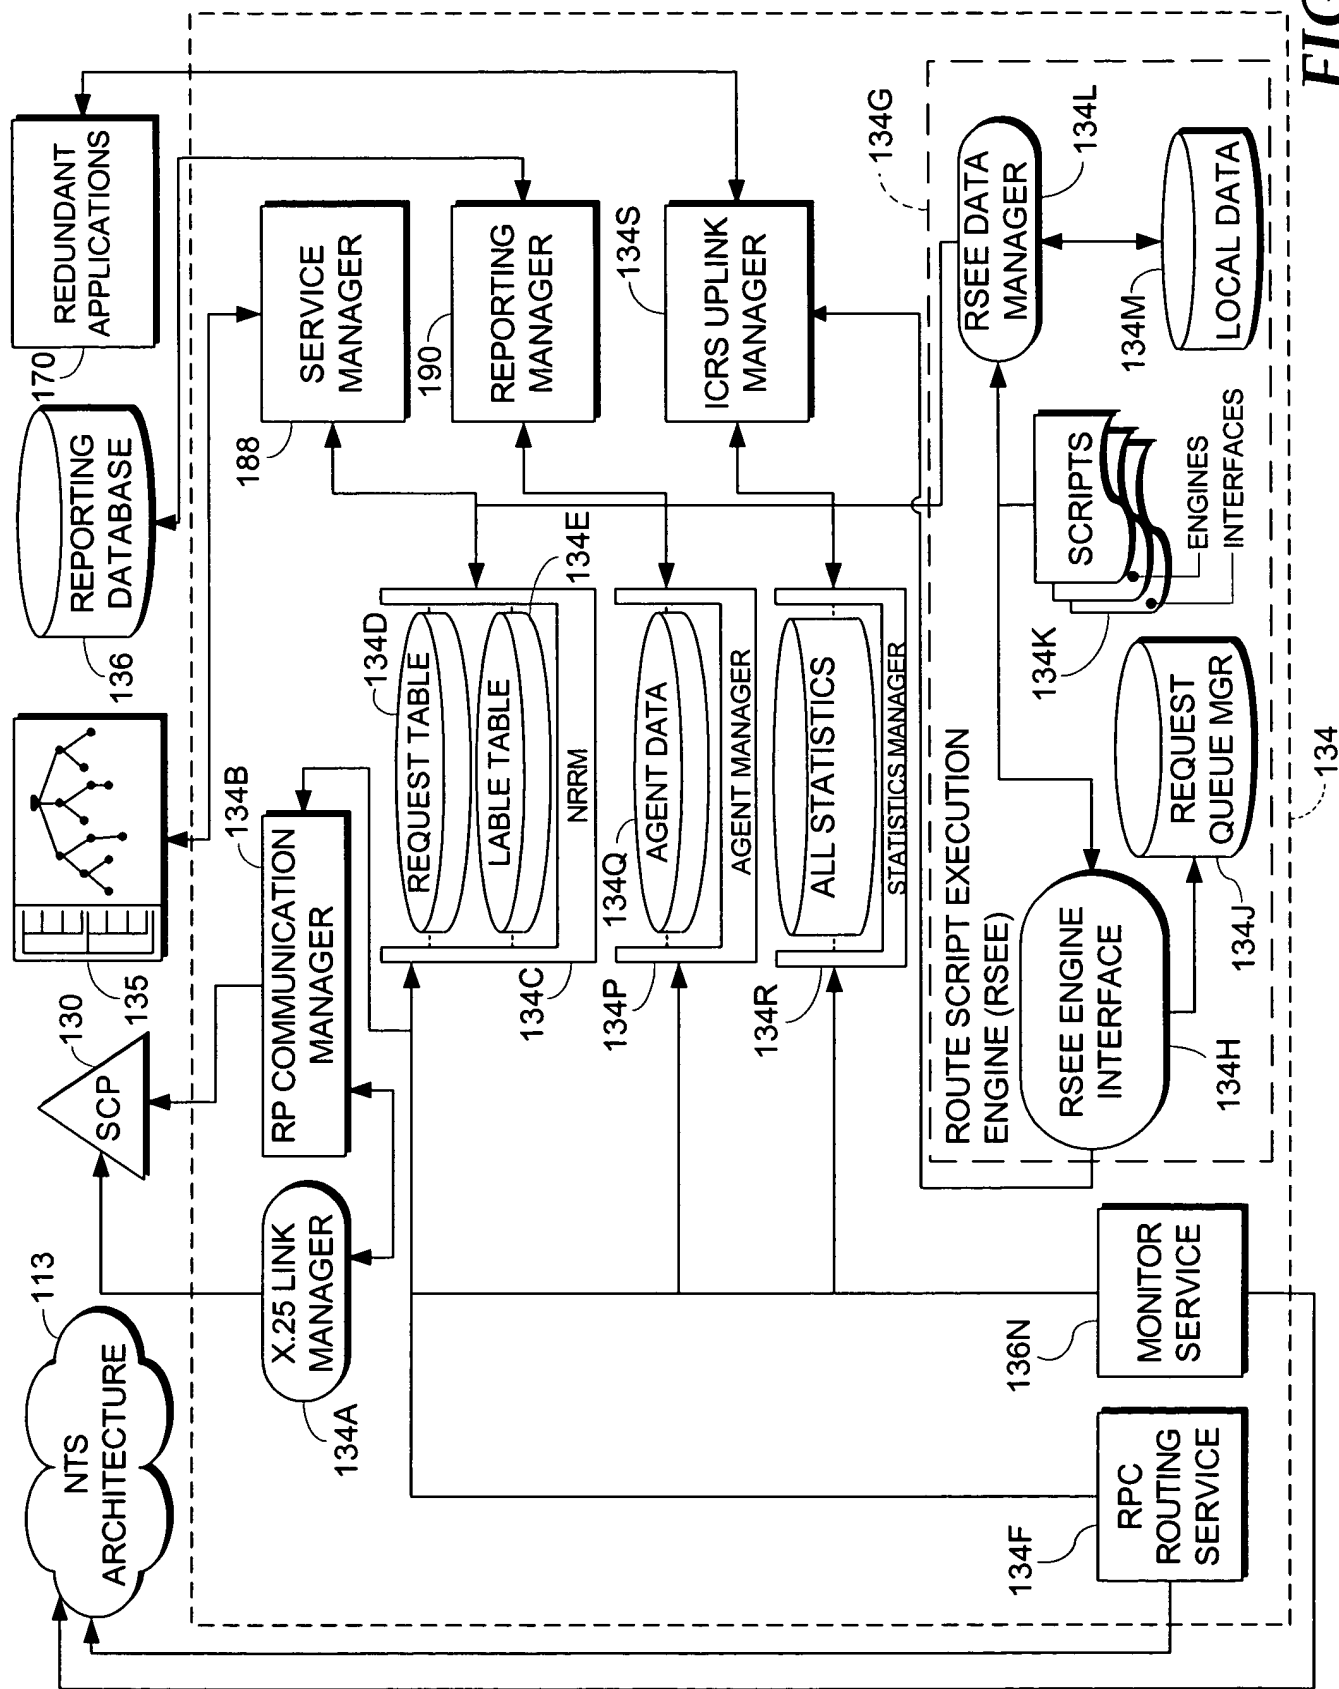 NTS
ARCHITECTURE
113
SCP
130
135
REPORTING
DATABASE
136
REDUNDANT
APPLICATIONS
170
X.25 LINK
MANAGER
134A
RP COMMUNICATION
MANAGER
134B
SERVICE
MANAGER
188
REQUEST TABLE
134D
LABLE TABLE
134E
NRRM
134C
REPORTING
MANAGER
190
AGENT DATA
134Q
AGENT MANAGER
134P
ICRS UPLINK
MANAGER
134S
ALL STATISTICS
STATISTICS MANAGER
134R
134G
ROUTE SCRIPT EXECUTION
ENGINE (RSEE)
RSEE DATA
MANAGER
134L
SCRIPTS
ENGINES
INTERFACES
134K
LOCAL DATA
134M
RSEE ENGINE
INTERFACE
134H
REQUEST
QUEUE MGR
134J
RPC
ROUTING
SERVICE
134F
MONITOR
SERVICE
136N
134
FIG